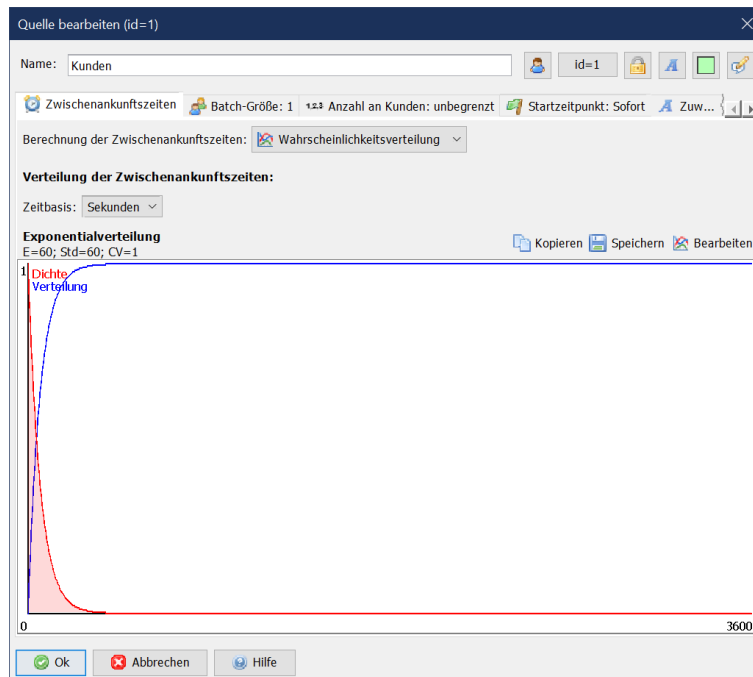 Quelle bearbeiten (id=1)
Name: Kunden id=1 A
Zwischenankunftszeiten Batch-Größe: 1 1,2,3 Anzahl an Kunden: unbegrenzt Startzeitpunkt: Sofort A Zuw...
Berechnung der Zwischenankunftszeiten: Wahrscheinlichkeitsverteilung
Verteilung der Zwischenankunftszeiten:
Zeitbasis: Sekunden
Exponentialverteilung Kopieren Speichern Bearbeiten
E=60; Std=60; CV=1
1 Dichte
Verteilung
0 3600
Ok Abbrechen Hilfe